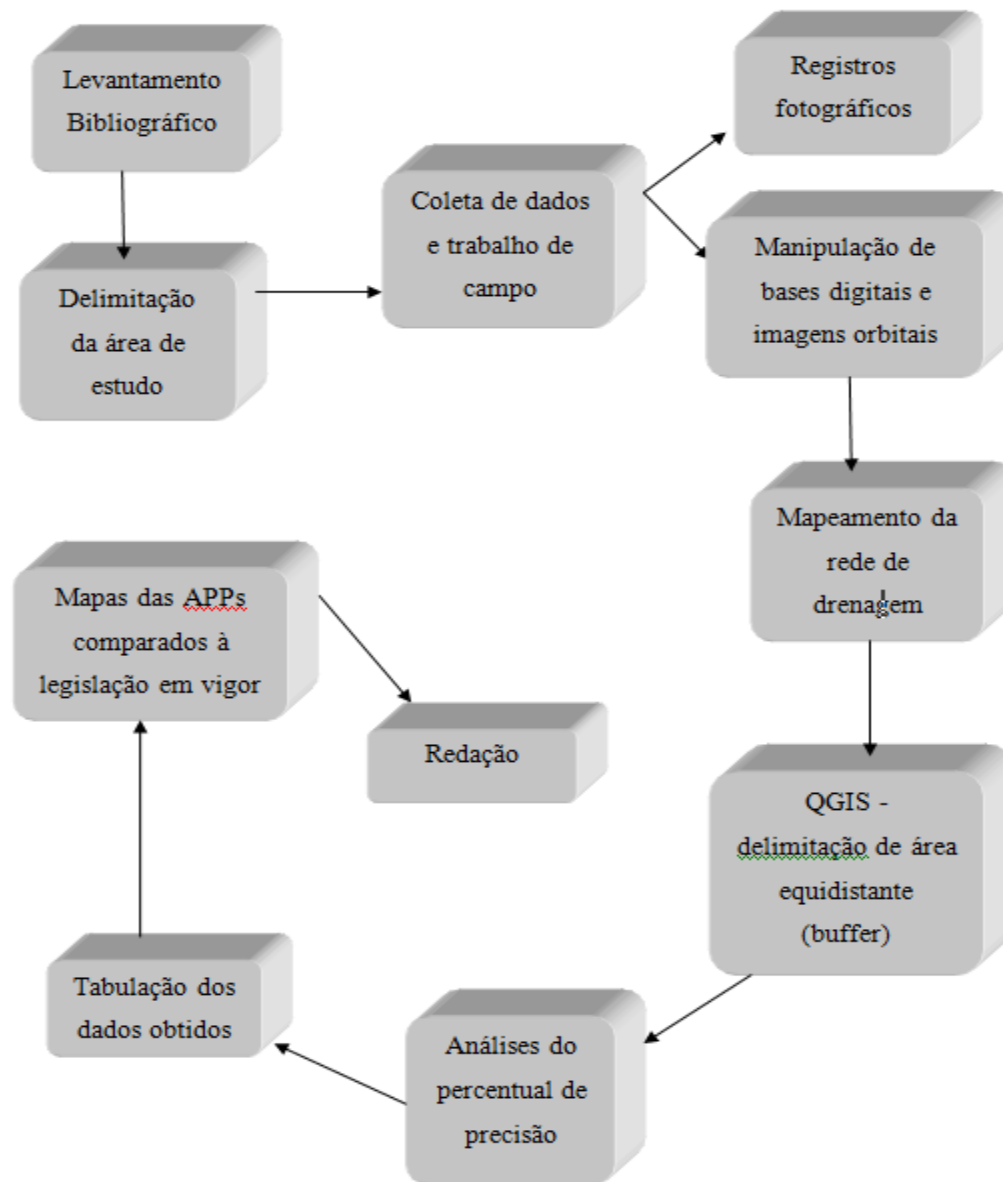 Levantamento
Bibliográfico
Delimitação
da área de
estudo
Coleta de dados
e trabalho de
campo
Registros
fotográficos
Manipulação de
bases digitais e
imagens orbitais
Mapeamento da
rede de
drenagem
QGIS -
delimitação de área
equidistante
(buffer)
Análises do
percentual de
precisão
Tabulação dos
dados obtidos
Mapas das APPs
comparados à
legislação em vigor
Redação